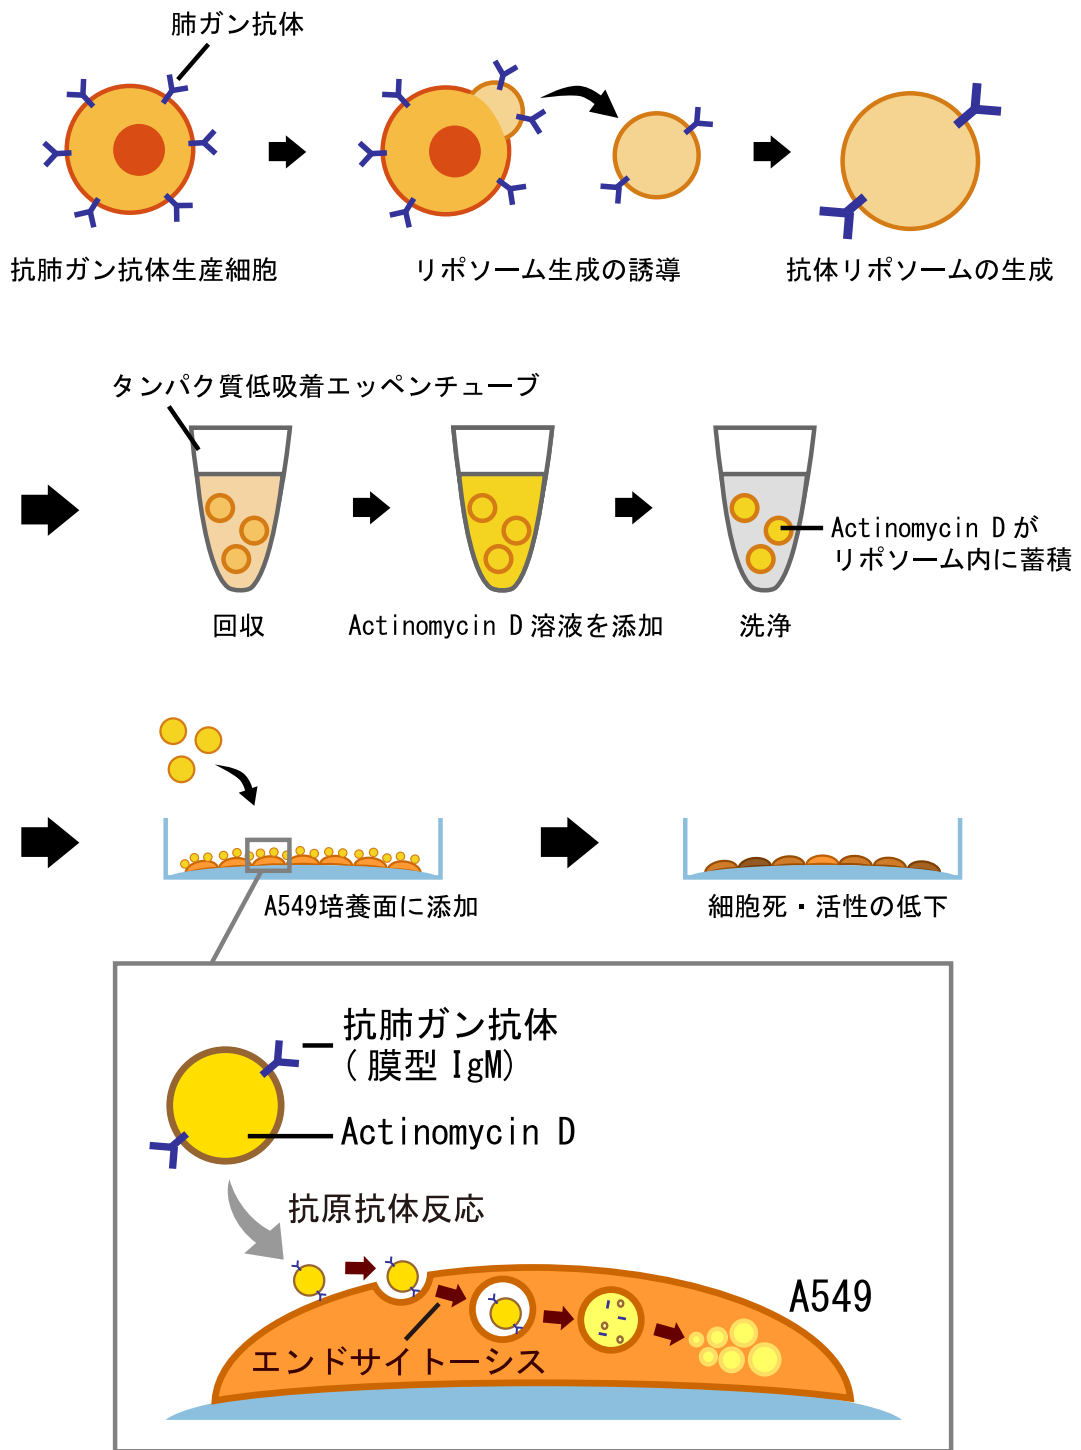 肺ガン抗体
抗肺ガン抗体生産細胞
リポソーム生成の誘導
抗体リポソームの生成
タンパク質低吸着エッペンチューブ
回収
Actinomycin D 溶液を添加
洗浄
Actinomycin D が
リポソーム内に蓄積
A549培養面に添加
細胞死・活性の低下
抗肺ガン抗体
(膜型 IgM)
Actinomycin D
抗原抗体反応
A549
エンドサイトーシス